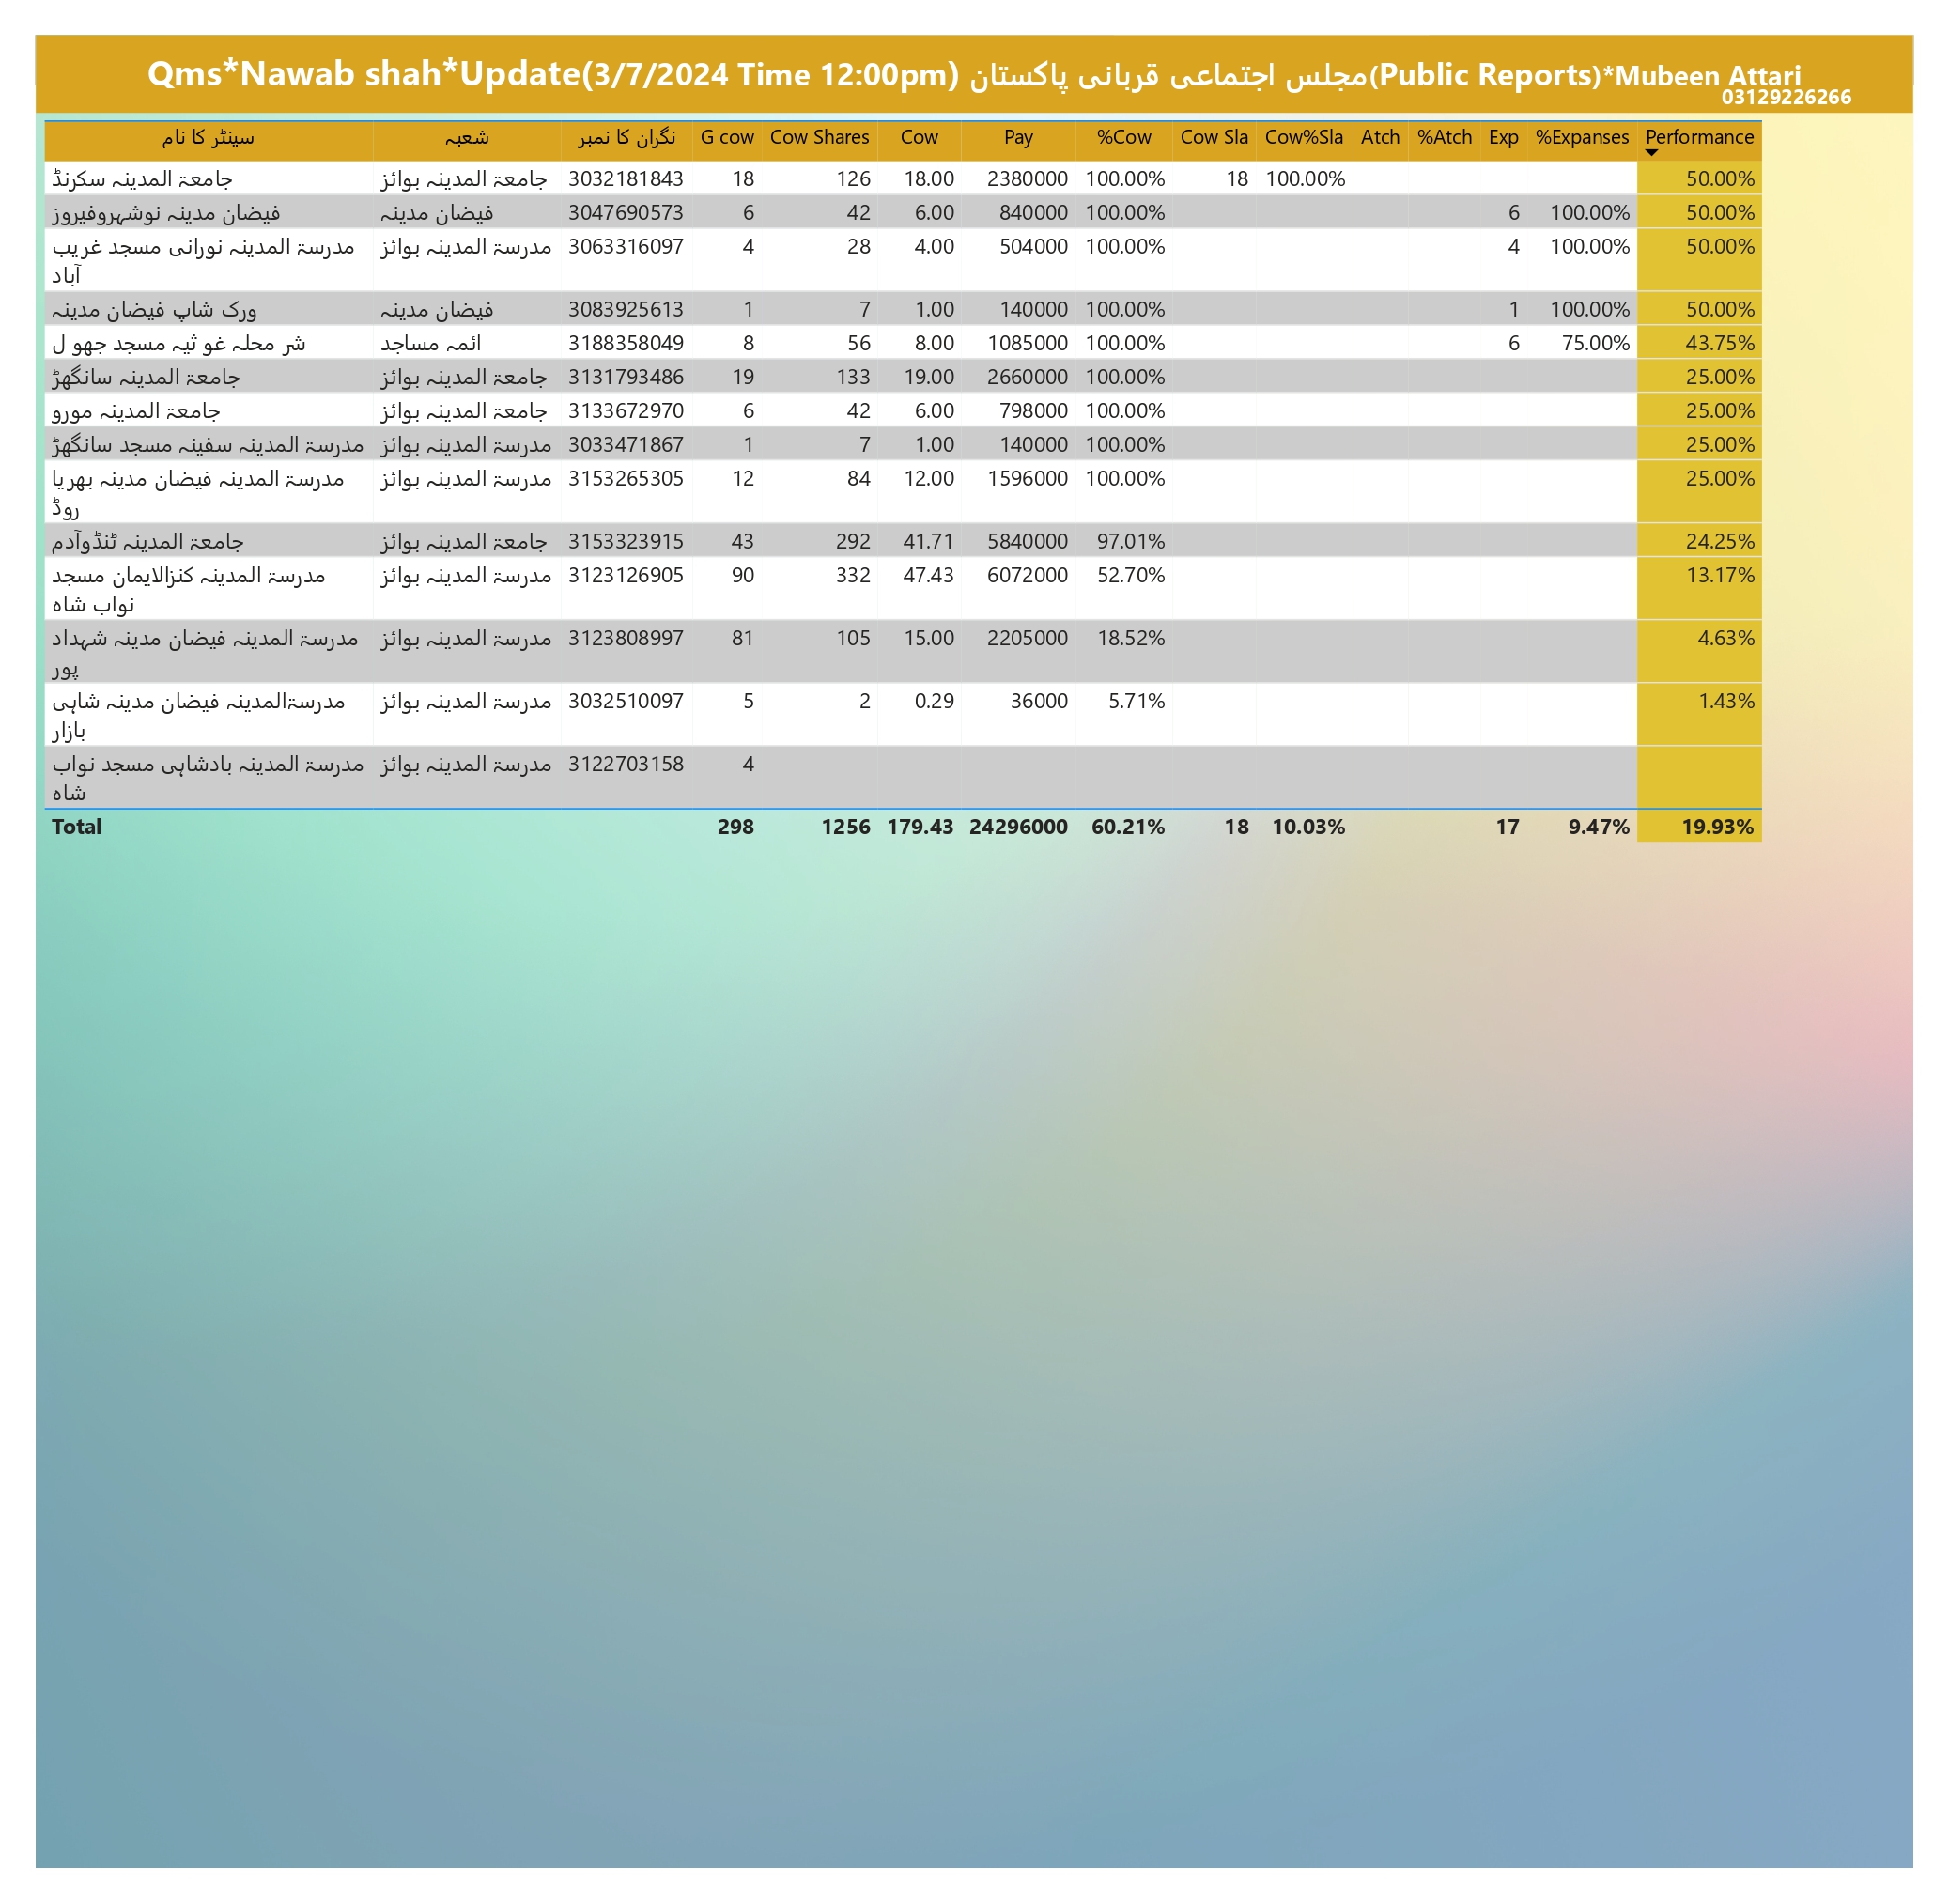 Qms*Nawab shah*Update(3/7/2024 Time 12:00pm) مجلس اجتماعی قربانی پاکستان(Public Reports)*Mubeen Attari
03129226266
سینٹر کا نام شعبہ نگران کا نمبر G cow Cow Shares Cow Pay %Cow Cow Sla Cow%Sla Atch %Atch Exp %Expanses Performance
جامعۃ المدینہ سکرنڈ جامعۃ المدینہ بوائز 3032181843 18 126 18.00 2380000 100.00% 18 100.00% 50.00%
فیضان مدینہ نوشہروفیروز فیضان مدینہ 3047690573 6 42 6.00 840000 100.00% 6 100.00% 50.00%
مدرسۃ المدینہ نورانی مسجد غریب مدرسۃ المدینہ بوائز 3063316097 4 28 4.00 504000 100.00% 4 100.00% 50.00%
آباد
ورک شاپ فیضان مدینہ فیضان مدینہ 3083925613 1 7 1.00 140000 100.00% 1 100.00% 50.00%
شر محلہ غو ثیہ مسجد جھو ل ائمہ مساجد 3188358049 8 56 8.00 1085000 100.00% 6 75.00% 43.75%
جامعۃ المدینہ سانگھڑ جامعۃ المدینہ بوائز 3131793486 19 133 19.00 2660000 100.00% 25.00%
جامعۃ المدینہ مورو جامعۃ المدینہ بوائز 3133672970 6 42 6.00 798000 100.00% 25.00%
مدرسۃ المدینہ سفینہ مسجد سانگھڑ مدرسۃ المدینہ بوائز 3033471867 1 7 1.00 140000 100.00% 25.00%
مدرسۃ المدینہ فیضان مدینہ بھریا مدرسۃ المدینہ بوائز 3153265305 12 84 12.00 1596000 100.00% 25.00%
روڈ
جامعۃ المدینہ ٹنڈوآدم جامعۃ المدینہ بوائز 3153323915 43 292 41.71 5840000 97.01% 24.25%
مدرسۃ المدینہ کنزالایمان مسجد مدرسۃ المدینہ بوائز 3123126905 90 332 47.43 6072000 52.70% 13.17%
نواب شاہ
مدرسۃ المدینہ فیضان مدینہ شہداد مدرسۃ المدینہ بوائز 3123808997 81 105 15.00 2205000 18.52% 4.63%
پور
مدرسۃالمدینہ فیضان مدینہ شاہی مدرسۃ المدینہ بوائز 3032510097 5 2 0.29 36000 5.71% 1.43%
بازار
مدرسۃ المدینہ بادشاہی مسجد نواب مدرسۃ المدینہ بوائز 3122703158 4
شاہ
Total 298 1256 179.43 24296000 60.21% 18 10.03% 17 9.47% 19.93%